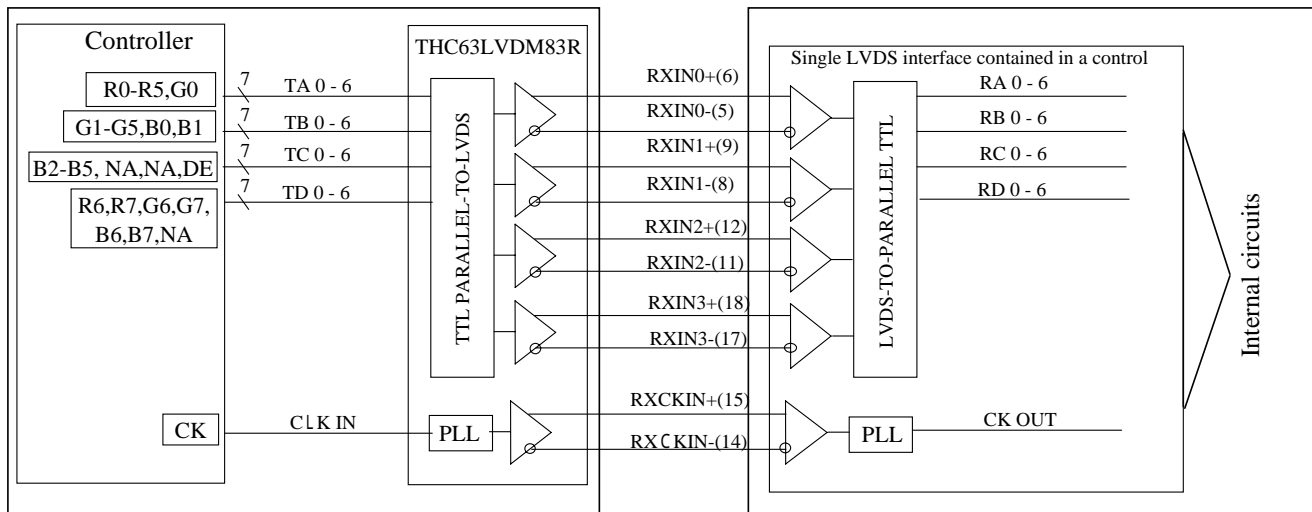 Controller
R0-R5,G0
G1-G5,B0,B1
B2-B5, NA,NA,DE
R6,R7,G6,G7,
B6,B7,NA
CK
7
TA 0 - 6
7
TB 0 - 6
7
TC 0 - 6
7
TD 0 - 6
CLK IN
THC63LVDM83R
TTL PARALLEL-TO-LVDS
PLL
RXIN0+(6)
RXIN0-(5)
RXIN1+(9)
RXIN1-(8)
RXIN2+(12)
RXIN2-(11)
RXIN3+(18)
RXIN3-(17)
RXCKIN+(15)
RXCKIN-(14)
Single LVDS interface contained in a control
LVDS-TO-PARALLEL TTL
PLL
RA 0 - 6
RB 0 - 6
RC 0 - 6
RD 0 - 6
CK OUT
Internal circuits